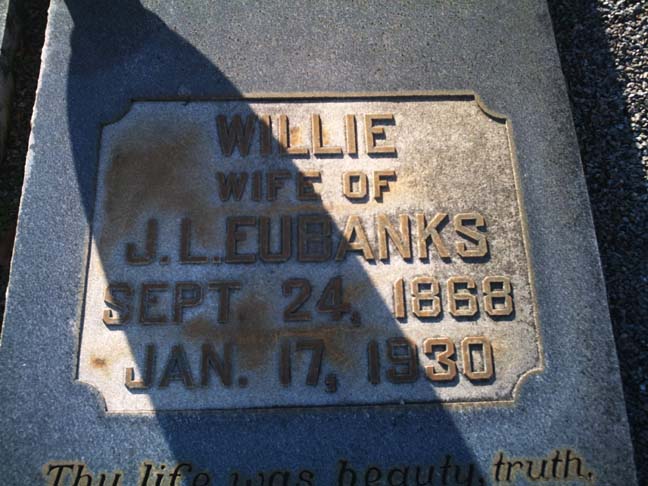 WILLIE
WIFE OF
J.L. EUBANKS
SEPT. 24, 1868
JAN. 17, 1930
Thy life was beauty, truth,